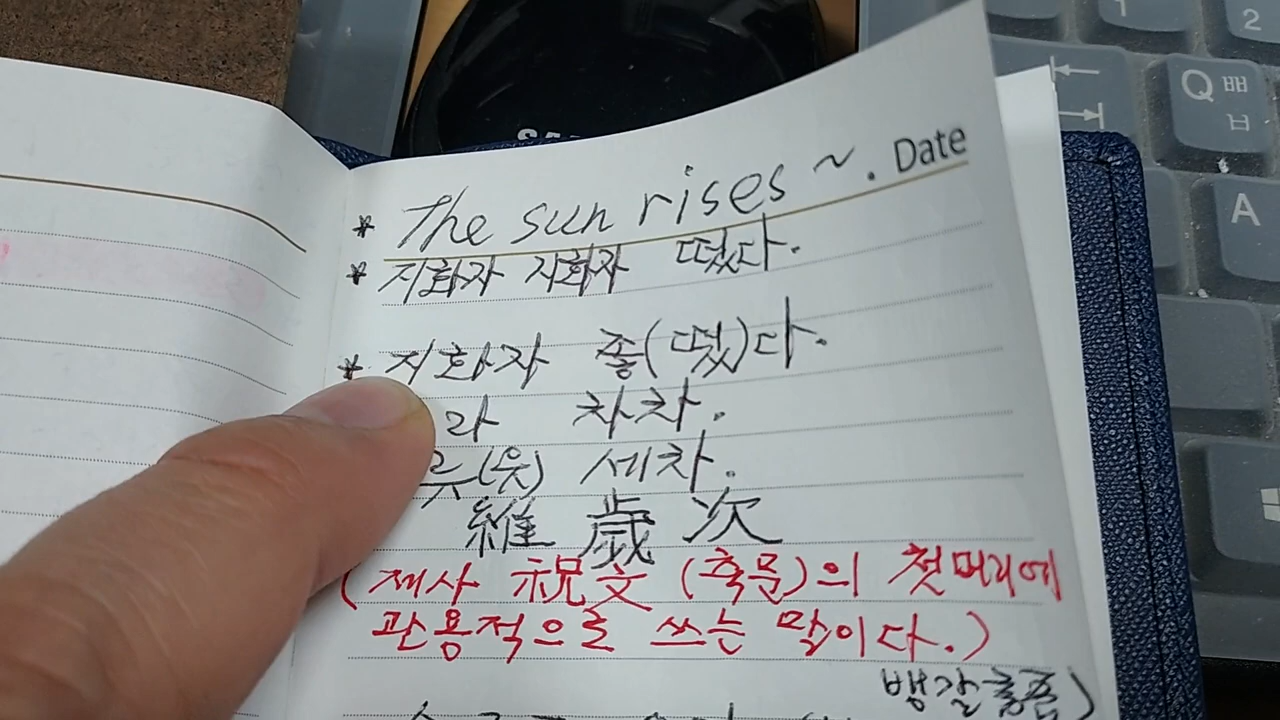 Date
* The sun rises ~.
* 지화자 지화자 떴다.
* 지화자 좋(떴)다.
라 차차.
세차.
維 歲 次
(제사 祝文 (축문)의 첫머리에
관용적으로 쓰는 말이다.)
Q ㅃ
ㅂ
A
1
2